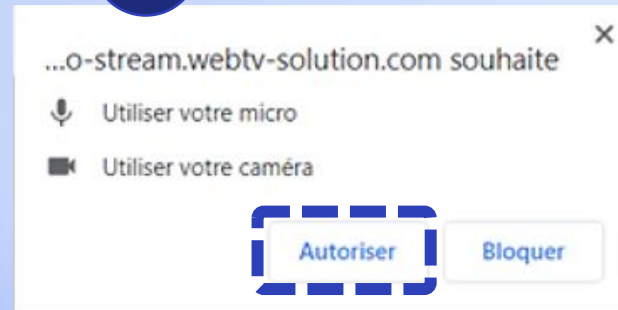 ...o-stream.webtv-solution.com souhaite
Utiliser votre micro
Utiliser votre caméra
Autoriser
Bloquer